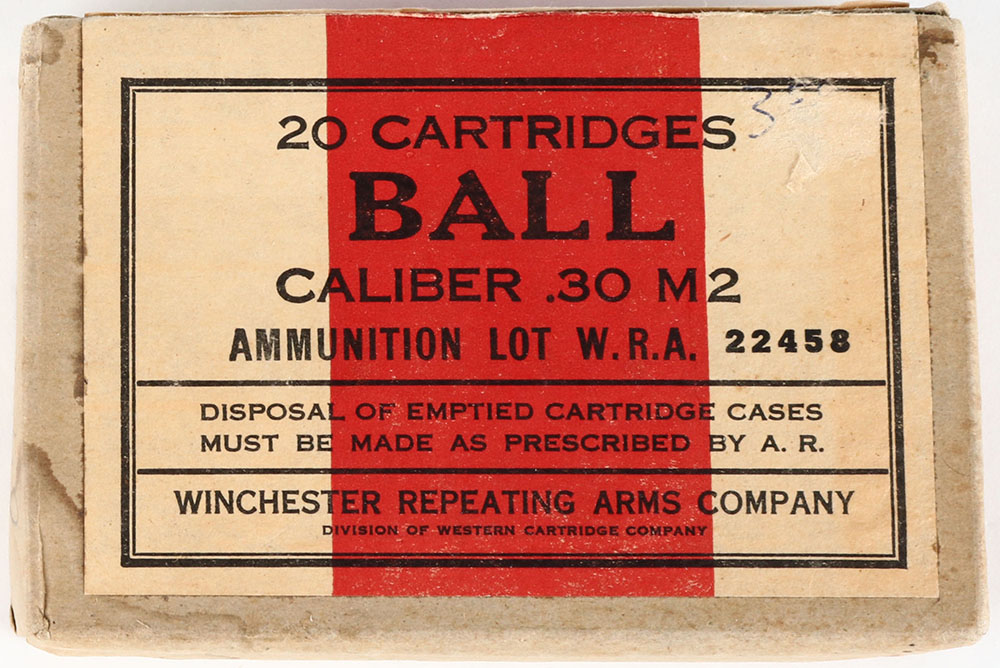 20 CARTRIDGES
BALL
CALIBER .30 M2
AMMUNITION LOT W.R.A. 22458
DISPOSAL OF EMPTIED CARTRIDGE CASES
MUST BE MADE AS PRESCRIBED BY A. R.
WINCHESTER REPEATING ARMS COMPANY
DIVISION OF WESTERN CARTRIDGE COMPANY